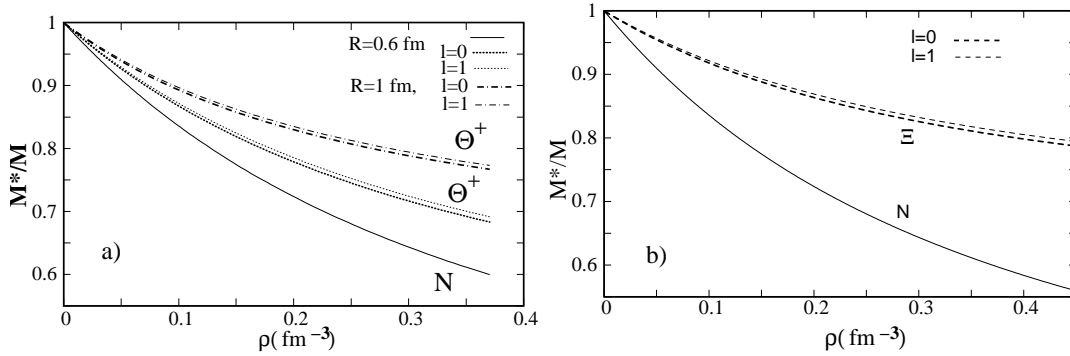 1
0.9
0.8
0.7
0.6
M*/M
R=0.6 fm
l=0
l=1
R=1 fm,
l=0
l=1
Θ+
Θ+
N
a)
0
0.1
0.2
0.3
0.4
ρ( fm −3)
1
0.9
0.8
0.7
0.6
M*/M
l=0
l=1
Ξ
N
b)
0
0.1
0.2
0.3
0.4
ρ( fm −3)